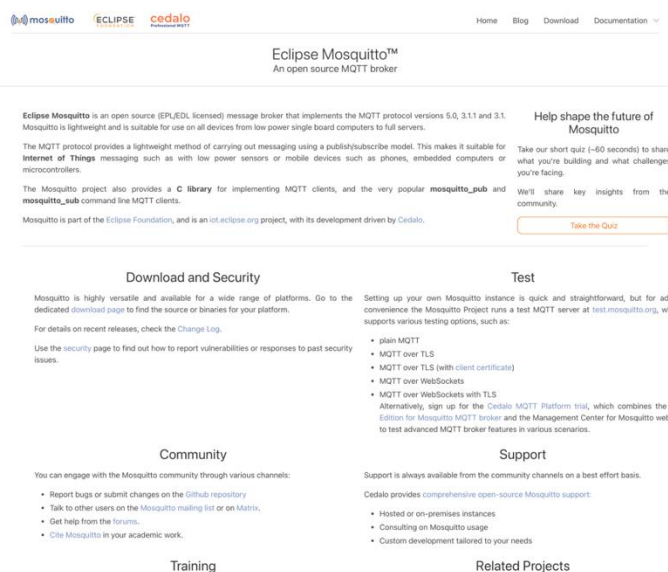 mosquitto ECLIPSE FOUNDATION cedalo Professional MQTT Home Blog Download Documentation
Eclipse Mosquitto™
An open source MQTT broker
Eclipse Mosquitto is an open source (EPL/EDL licensed) message broker that implements the MQTT protocol versions 5.0, 3.1.1 and 3.1.
Mosquitto is lightweight and is suitable for use on all devices from low power single board computers to full servers.
The MQTT protocol provides a lightweight method of carrying out messaging using a publish/subscribe model. This makes it suitable for
Internet of Things messaging such as with low power sensors or mobile devices such as phones, embedded computers or
microcontrollers.
The Mosquitto project also provides a C library for implementing MQTT clients, and the very popular mosquitto_pub and
mosquitto_sub command line MQTT clients.
Mosquitto is part of the Eclipse Foundation, and is an iot.eclipse.org project, with its development driven by Cedalo.
Help shape the future of
Mosquitto
Take our short quiz (~60 seconds) to share
what you're building and what challenges
you're facing.
We'll share key insights from the
community.
Take the Quiz
Download and Security
Mosquitto is highly versatile and available for a wide range of platforms. Go to the
dedicated download page to find the source or binaries for your platform.
For details on recent releases, check the Change Log.
Use the security page to find out how to report vulnerabilities or responses to past security
issues.
Test
Setting up your own Mosquitto instance is quick and straightforward, but for ad
convenience the Mosquitto Project runs a test MQTT server at test.mosquitto.org, w
supports various testing options, such as:
• plain MQTT
• MQTT over TLS
• MQTT over TLS (with client certificate)
• MQTT over WebSockets
• MQTT over WebSockets with TLS
Alternatively, sign up for the Cedalo MQTT Platform trial, which combines the
Edition for Mosquitto MQTT broker and the Management Center for Mosquitto web
to test advanced MQTT broker features in various scenarios.
Community
You can engage with the Mosquitto community through various channels:
• Report bugs or submit changes on the Github repository
• Talk to other users on the Mosquitto mailing list or on Matrix.
• Get help from the forums.
• Cite Mosquitto in your academic work.
Support
Support is always available from the community channels on a best effort basis.
Cedalo provides comprehensive open-source Mosquitto support:
• Hosted or on-premises instances
• Consulting on Mosquitto usage
• Custom development tailored to your needs
Training
Related Projects